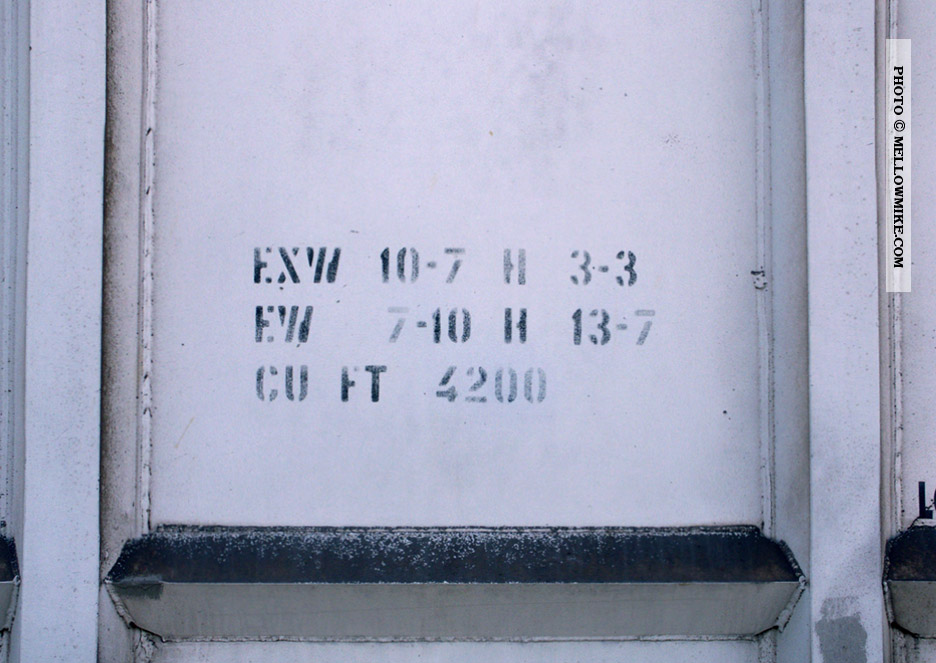 EXW 10-7 H 3-3
EW 7-10 H 13-7
CU FT 4200
PHOTO © MELLOWMIKE.COM